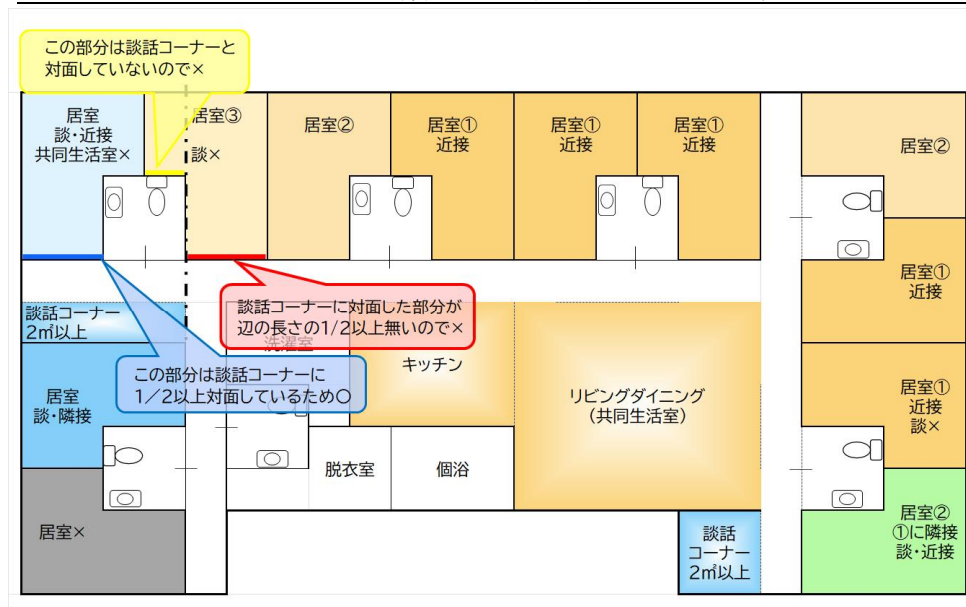 この部分は談話コーナーと
対面していないので×
居室
談・近接
共同生活室×
居室③
談×
居室②
居室①
近接
居室①
近接
居室①
近接
居室②
居室①
近接
談話コーナーに対面した部分が
辺の長さの1/2以上無いので×
談話コーナー
2㎡以上
洗濯室
キッチン
リビングダイニング
（共同生活室）
この部分は談話コーナーに
1／2以上対面しているため〇
居室
談・隣接
居室①
近接
談×
脱衣室
個浴
居室×
談話
コーナー
2㎡以上
居室②
①に隣接
談・近接